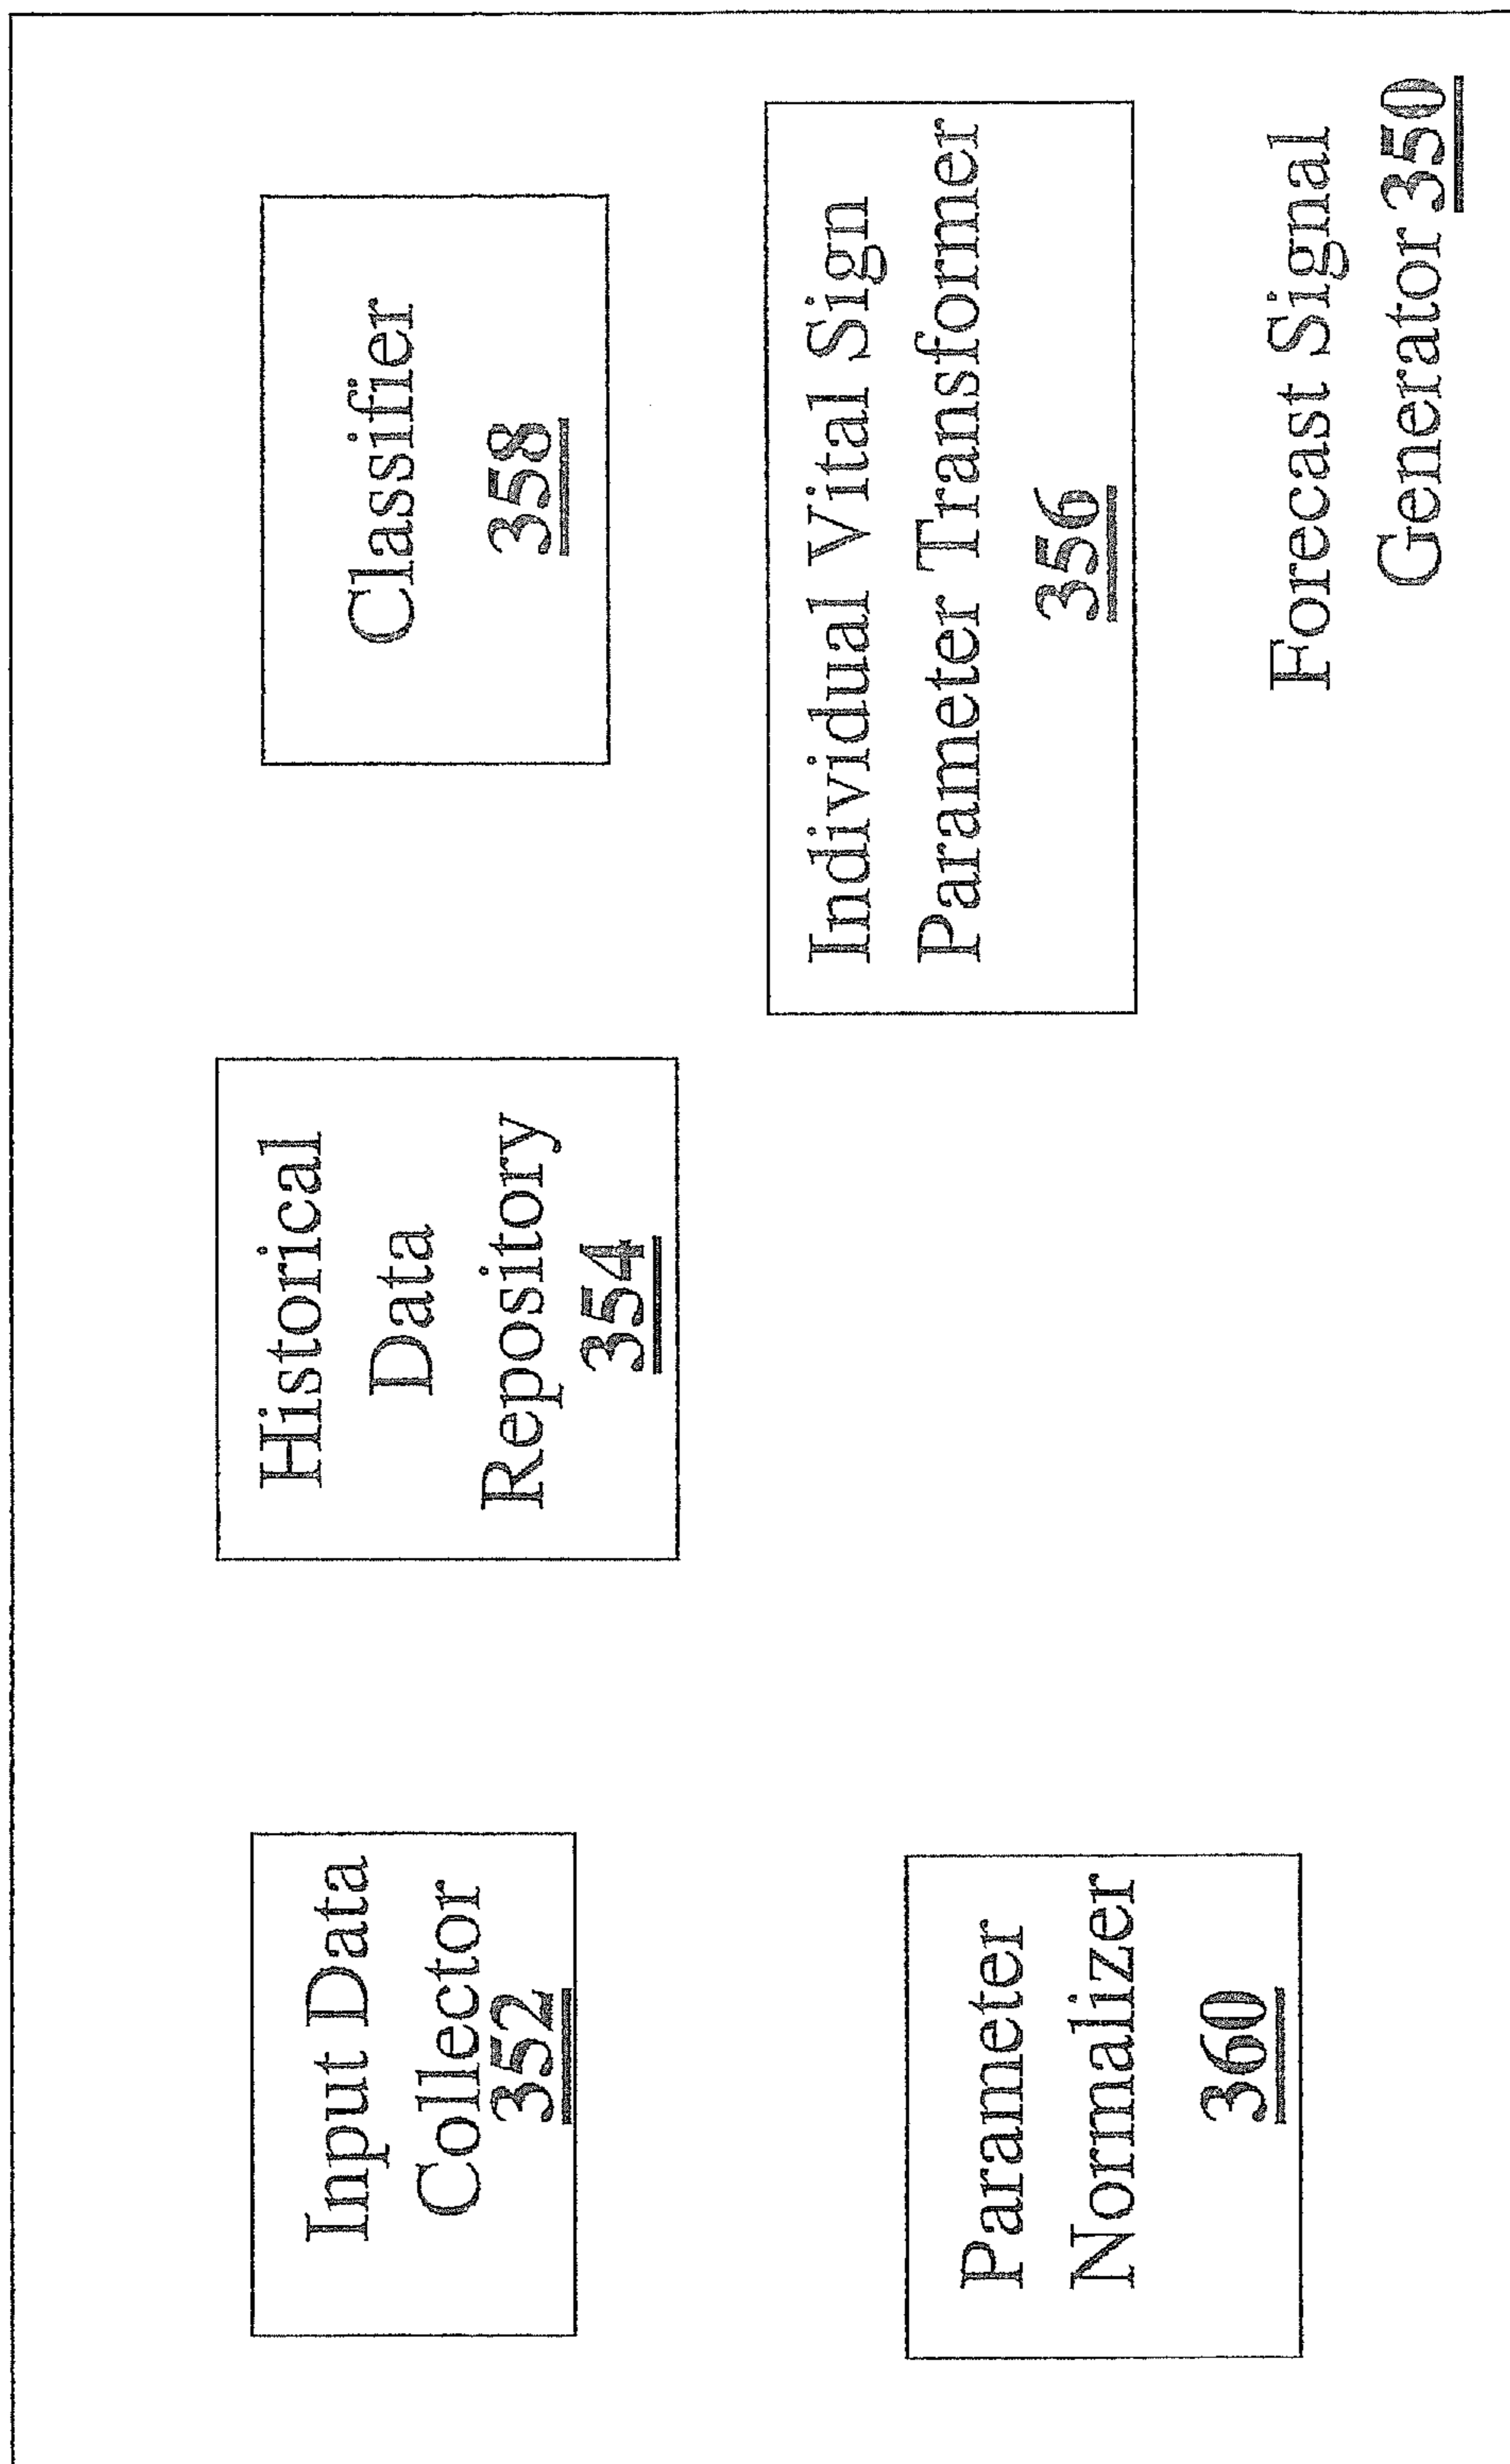 Input Data
Collector
352
Historical
Data
Repository
354
Classifier
358
Parameter
Normalizer
360
Individual Vital Sign
Parameter Transformer
356
Forecast Signal
Generator 350